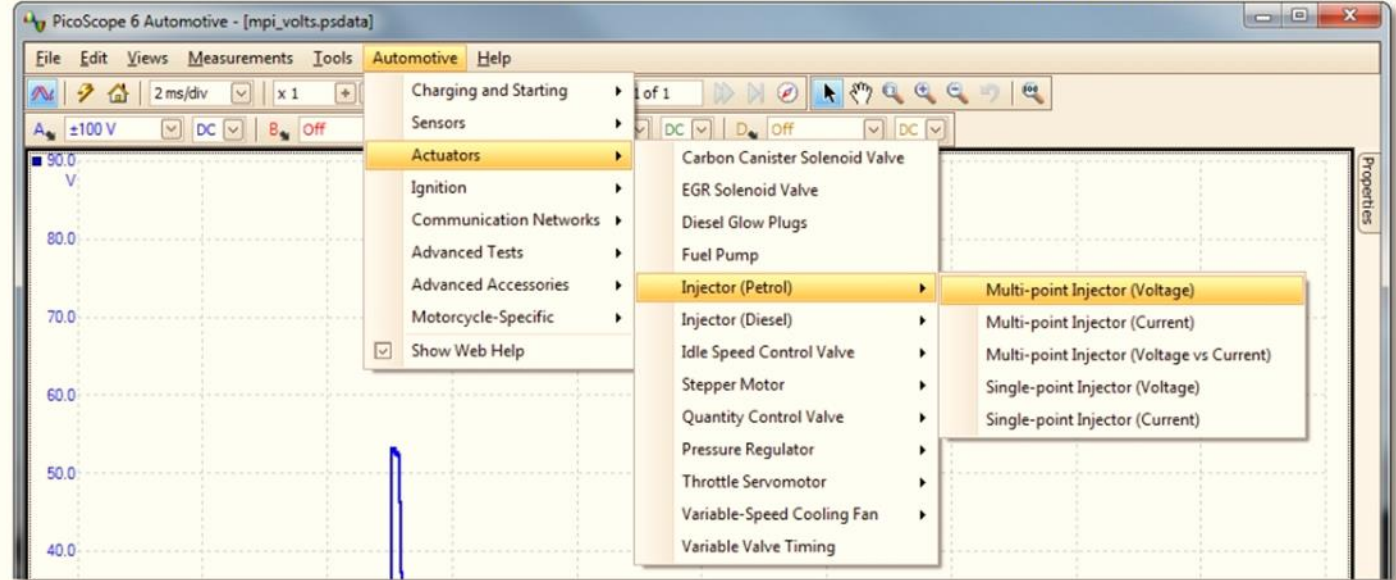 PicoScope 6 Automotive - [mpi_volts.psdata]
File Edit Views Measurements Tools Automotive Help
2 ms/div x 1 1 of 1
A ±100 V DC B Off DC D Off DC
90.0
V
80.0
70.0
60.0
50.0
40.0
Charging and Starting
Sensors
Actuators
Ignition
Communication Networks
Advanced Tests
Advanced Accessories
Motorcycle-Specific
Show Web Help
Carbon Canister Solenoid Valve
EGR Solenoid Valve
Diesel Glow Plugs
Fuel Pump
Injector (Petrol)
Injector (Diesel)
Idle Speed Control Valve
Stepper Motor
Quantity Control Valve
Pressure Regulator
Throttle Servomotor
Variable-Speed Cooling Fan
Variable Valve Timing
Multi-point Injector (Voltage)
Multi-point Injector (Current)
Multi-point Injector (Voltage vs Current)
Single-point Injector (Voltage)
Single-point Injector (Current)
Properties